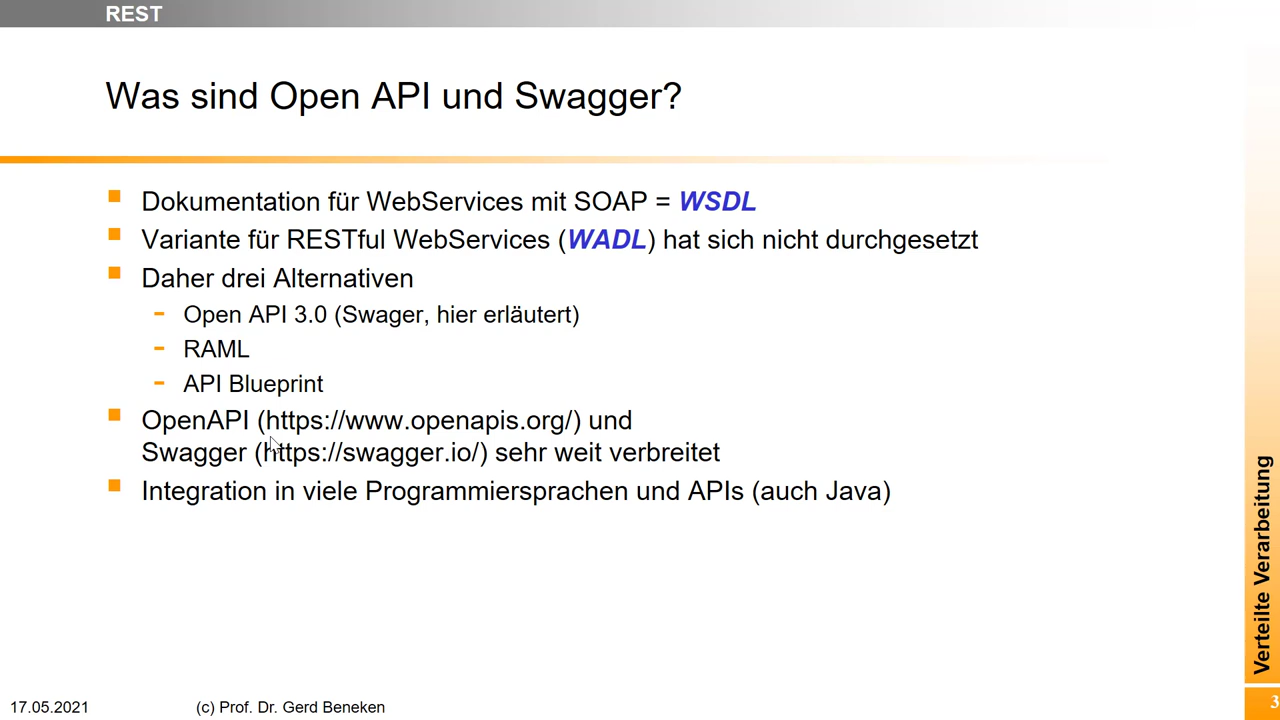 REST
Was sind Open API und Swagger?
Dokumentation für WebServices mit SOAP = WSDL
Variante für RESTful WebServices (WADL) hat sich nicht durchgesetzt
Daher drei Alternativen
- Open API 3.0 (Swager, hier erläutert)
- RAML
- API Blueprint
OpenAPI (https://www.openapis.org/) und
Swagger (https://swagger.io/) sehr weit verbreitet
Integration in viele Programmiersprachen und APIs (auch Java)
Verteilte Verarbeitung
17.05.2021
(c) Prof. Dr. Gerd Beneken
3